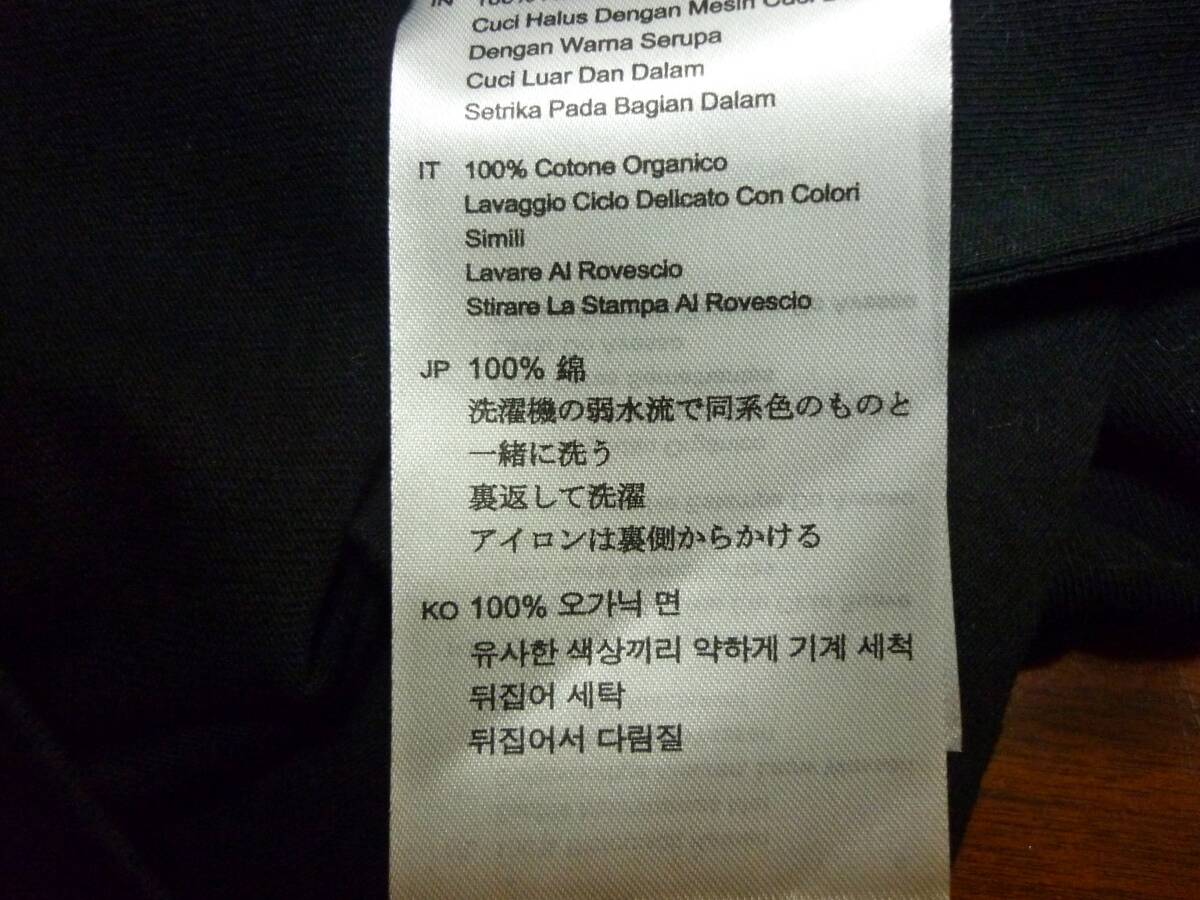 IN 100%
Cuci Halus Dengan Mesin Cuci
Dengan Warna Serupa
Cuci Luar Dan Dalam
Setrika Pada Bagian Dalam
IT 100% Cotone Organico
Lavaggio Ciclo Delicato Con Colori
Simili
Lavare Al Rovescio
Stirare La Stampa Al Rovescio
JP 100% 綿
洗濯機の弱水流で同系色のものと
一緒に洗う
裏返して洗濯
アイロンは裏側からかける
KO 100% 오가닉 면
유사한 색상끼리 약하게 기계 세척
뒤집어 세탁
뒤집어서 다림질